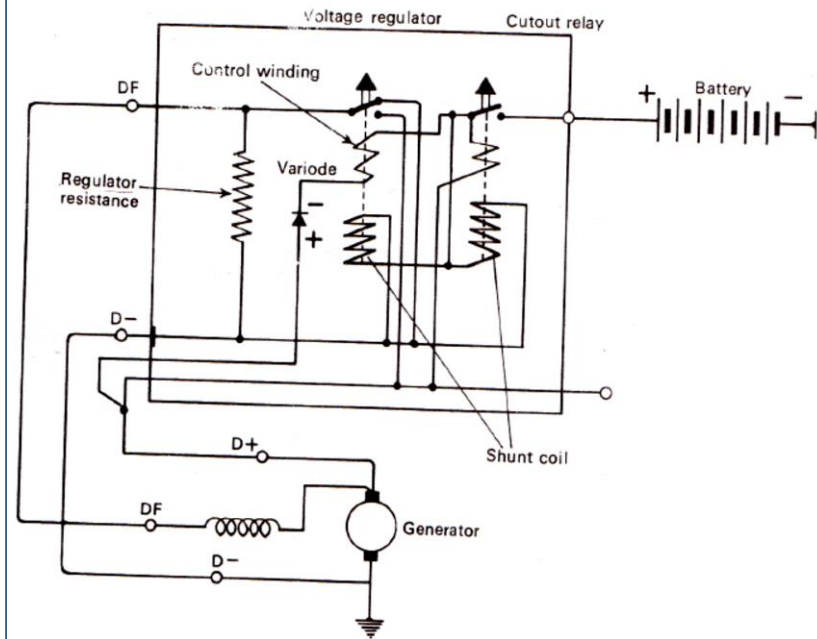 Voltage regulator
Cutout relay
Control winding
DF
+
Battery
−
Variode
Regulator
resistance
−
+
D−
D+
Shunt coil
DF
Generator
D−